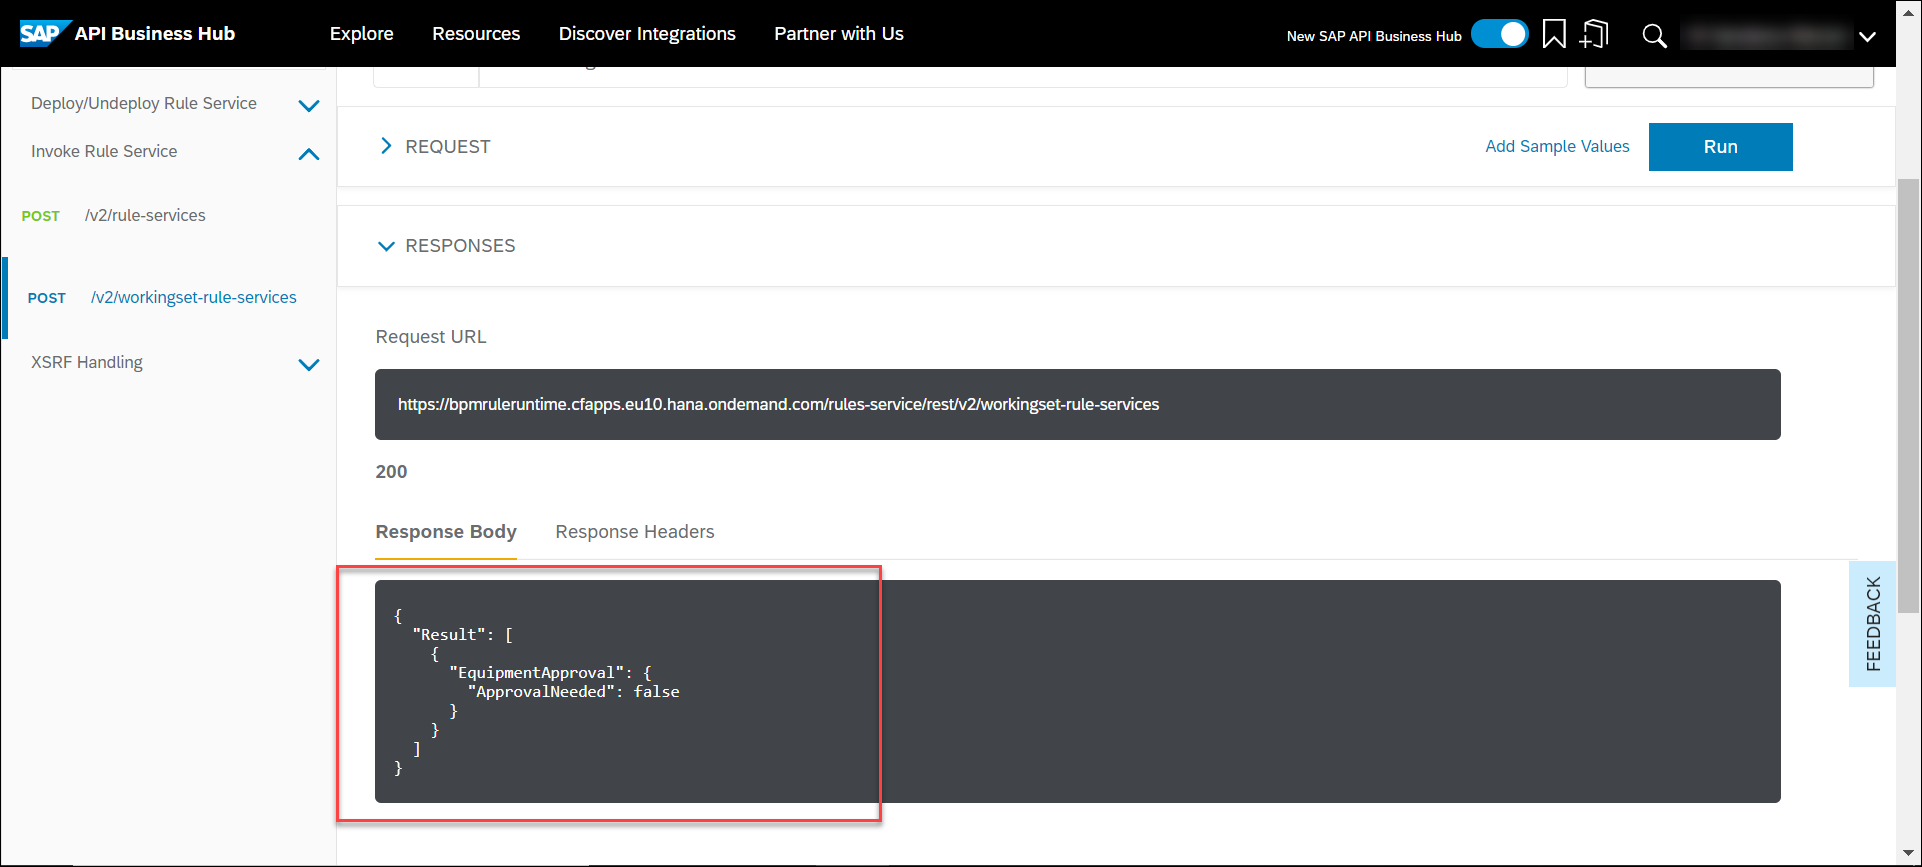 SAP API Business Hub Explore Resources Discover Integrations Partner with Us New SAP API Business Hub
Deploy/Undeploy Rule Service
Invoke Rule Service
POST /v2/rule-services
POST /v2/workingset-rule-services
XSRF Handling
REQUEST Add Sample Values Run
RESPONSES
Request URL
https://bpmruleruntime.cfapps.eu10.hana.ondemand.com/rules-service/rest/v2/workingset-rule-services
200
Response Body Response Headers
{
  "Result": [
    {
      "EquipmentApproval": {
        "ApprovalNeeded": false
      }
    }
  ]
}
FEEDBACK